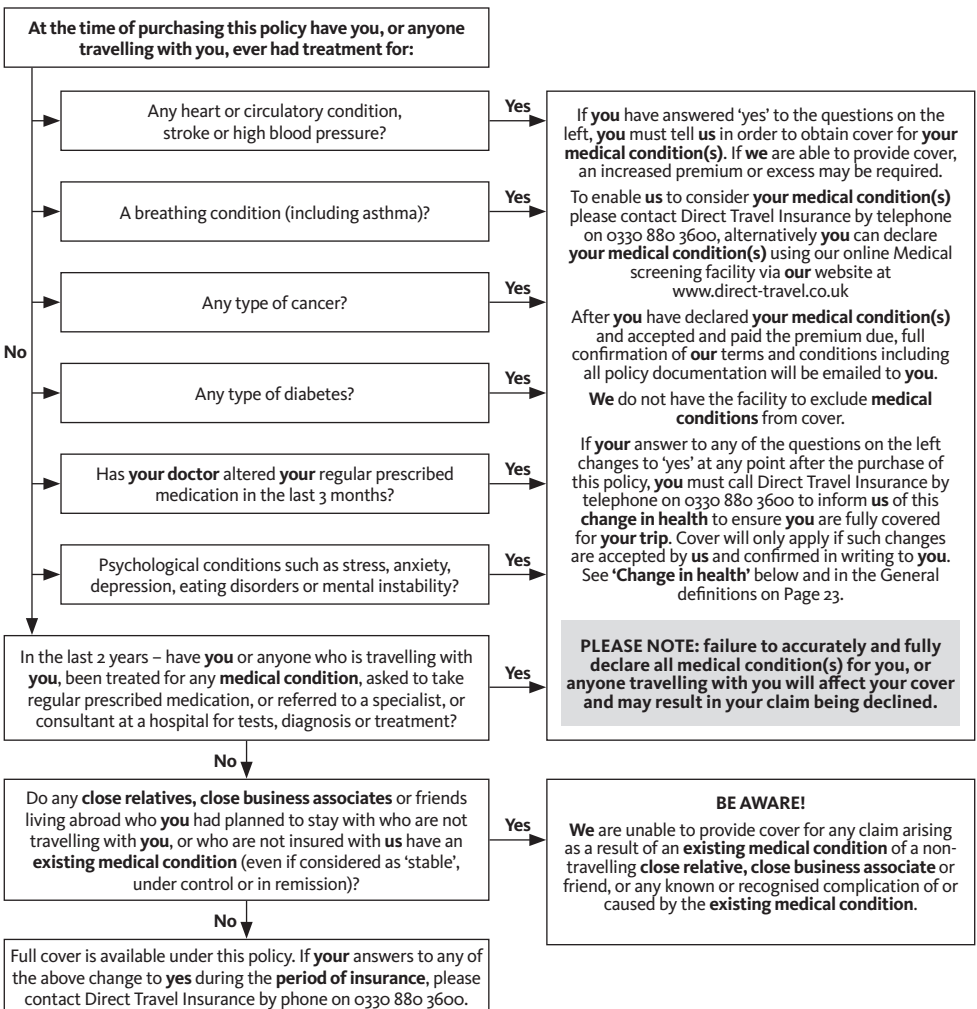 At the time of purchasing this policy have you, or anyone
travelling with you, ever had treatment for:
Any heart or circulatory condition,
stroke or high blood pressure?
Yes
A breathing condition (including asthma)?
Yes
Any type of cancer?
Yes
No
Any type of diabetes?
Yes
Has your doctor altered your regular prescribed
medication in the last 3 months?
Yes
Psychological conditions such as stress, anxiety,
depression, eating disorders or mental instability?
Yes
If you have answered ‘yes’ to the questions on the
left, you must tell us in order to obtain cover for your
medical condition(s). If we are able to provide cover,
an increased premium or excess may be required.
To enable us to consider your medical condition(s)
please contact Direct Travel Insurance by telephone
on 0330 880 3600, alternatively you can declare
your medical condition(s) using our online Medical
screening facility via our website at
www.direct-travel.co.uk
After you have declared your medical condition(s)
and accepted and paid the premium due, full
confirmation of our terms and conditions including
all policy documentation will be emailed to you.
We do not have the facility to exclude medical
conditions from cover.
If your answer to any of the questions on the left
changes to ‘yes’ at any point after the purchase of
this policy, you must call Direct Travel Insurance by
telephone on 0330 880 3600 to inform us of this
change in health to ensure you are fully covered
for your trip. Cover will only apply if such changes
are accepted by us and confirmed in writing to you.
See ‘Change in health’ below and in the General
definitions on Page 23.
PLEASE NOTE: failure to accurately and fully
declare all medical condition(s) for you, or
anyone travelling with you will affect your cover
and may result in your claim being declined.
In the last 2 years – have you or anyone who is travelling with
you, been treated for any medical condition, asked to take
regular prescribed medication, or referred to a specialist, or
consultant at a hospital for tests, diagnosis or treatment?
Yes
No
Do any close relatives, close business associates or friends
living abroad who you had planned to stay with who are not
travelling with you, or who are not insured with us have an
existing medical condition (even if considered as ‘stable’,
under control or in remission)?
Yes
BE AWARE!
We are unable to provide cover for any claim arising
as a result of an existing medical condition of a non-
travelling close relative, close business associate or
friend, or any known or recognised complication of or
caused by the existing medical condition.
No
Full cover is available under this policy. If your answers to any of
the above change to yes during the period of insurance, please
contact Direct Travel Insurance by phone on 0330 880 3600.